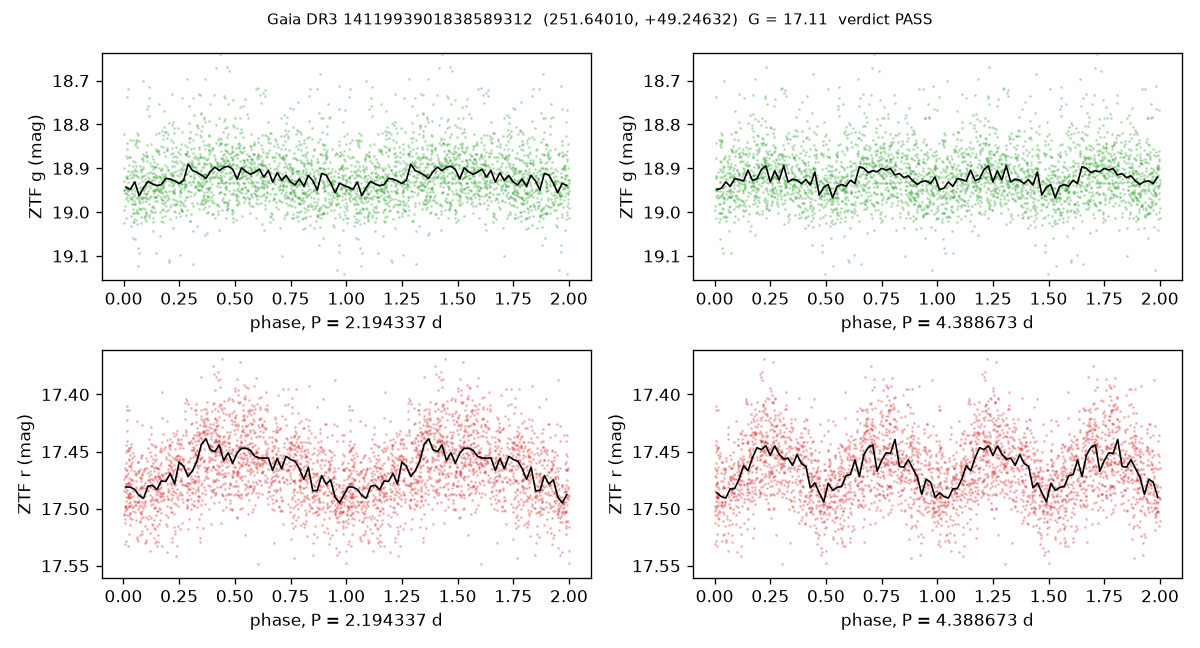 Gaia DR3 1411993901838589312  (251.64010, +49.24632)  G = 17.11  verdict PASS
ZTF g (mag)
18.7
18.8
18.9
19.0
19.1
0.00 0.25 0.50 0.75 1.00 1.25 1.50 1.75 2.00
phase, P = 2.194337 d
ZTF g (mag)
18.7
18.8
18.9
19.0
19.1
0.00 0.25 0.50 0.75 1.00 1.25 1.50 1.75 2.00
phase, P = 4.388673 d
ZTF r (mag)
17.40
17.45
17.50
17.55
0.00 0.25 0.50 0.75 1.00 1.25 1.50 1.75 2.00
phase, P = 2.194337 d
ZTF r (mag)
17.40
17.45
17.50
17.55
0.00 0.25 0.50 0.75 1.00 1.25 1.50 1.75 2.00
phase, P = 4.388673 d